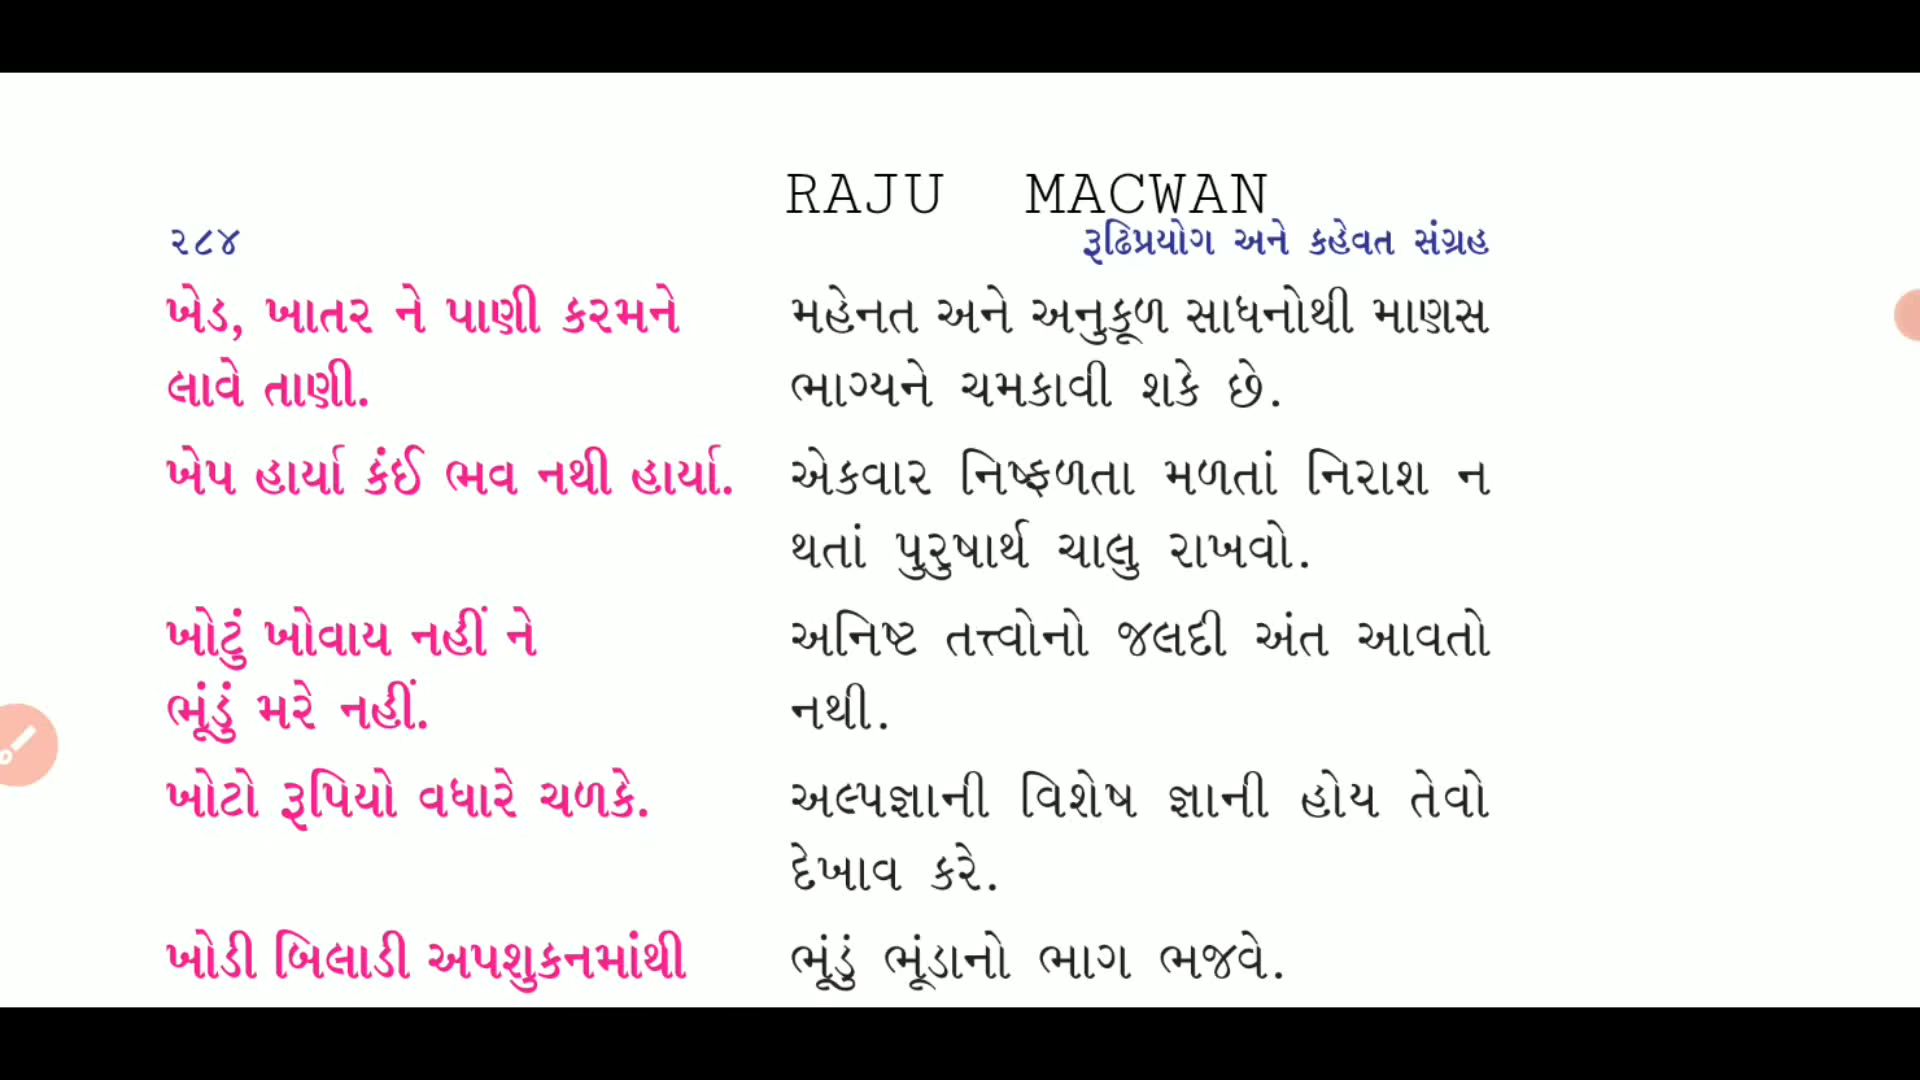 RAJU MACWAN
૨૮૪ રૂઢિપ્રયોગ અને કહેવત સંગ્રહ
ખેડ, ખાતર ને પાણી કરમને મહેનત અને અનુકૂળ સાધનોથી માણસ
લાવે તાણી. ભાગ્યને ચમકાવી શકે છે.
ખેપ હાર્યા કંઈ ભવ નથી હાર્યા. એકવાર નિષ્ફળતા મળતાં નિરાશ ન
થતાં પુરુષાર્થ ચાલુ રાખવો.
ખોટું ખોવાય નહીં ને અનિષ્ટ તત્ત્વોનો જલદી અંત આવતો
ભૂંડું મરે નહીં. નથી.
ખોટો રૂપિયો વધારે ચળકે. અલ્પજ્ઞાની વિશેષ જ્ઞાની હોય તેવો
દેખાવ કરે.
ખોડી બિલાડી અપશુકનમાંથી ભૂંડું ભૂંડાનો ભાગ ભજવે.